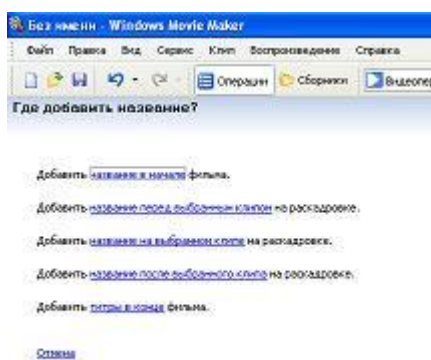 Без имени - Windows Movie Maker
Файл Правка Вид Сервис Клип Воспроизведение Справка
Операции Сборники
Где добавить название?
Добавить название в начале фильма.
Добавить название перед выбранным клипом на раскадровке.
Добавить название на выбранном клипе на раскадровке.
Добавить название после выбранного клипа на раскадровке.
Добавить титры в конце фильма.
Отмена